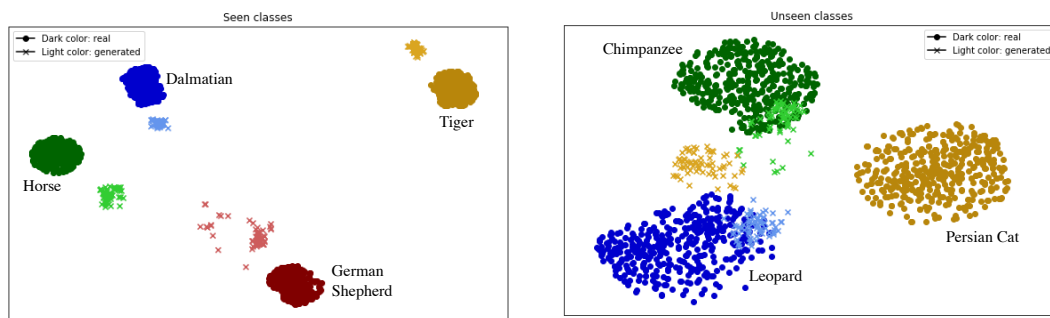 Seen classes
Dark color: real
Light color: generated
Dalmatian
Tiger
Horse
German
Shepherd
Unseen classes
Dark color: real
Light color: generated
Chimpanzee
Persian Cat
Leopard